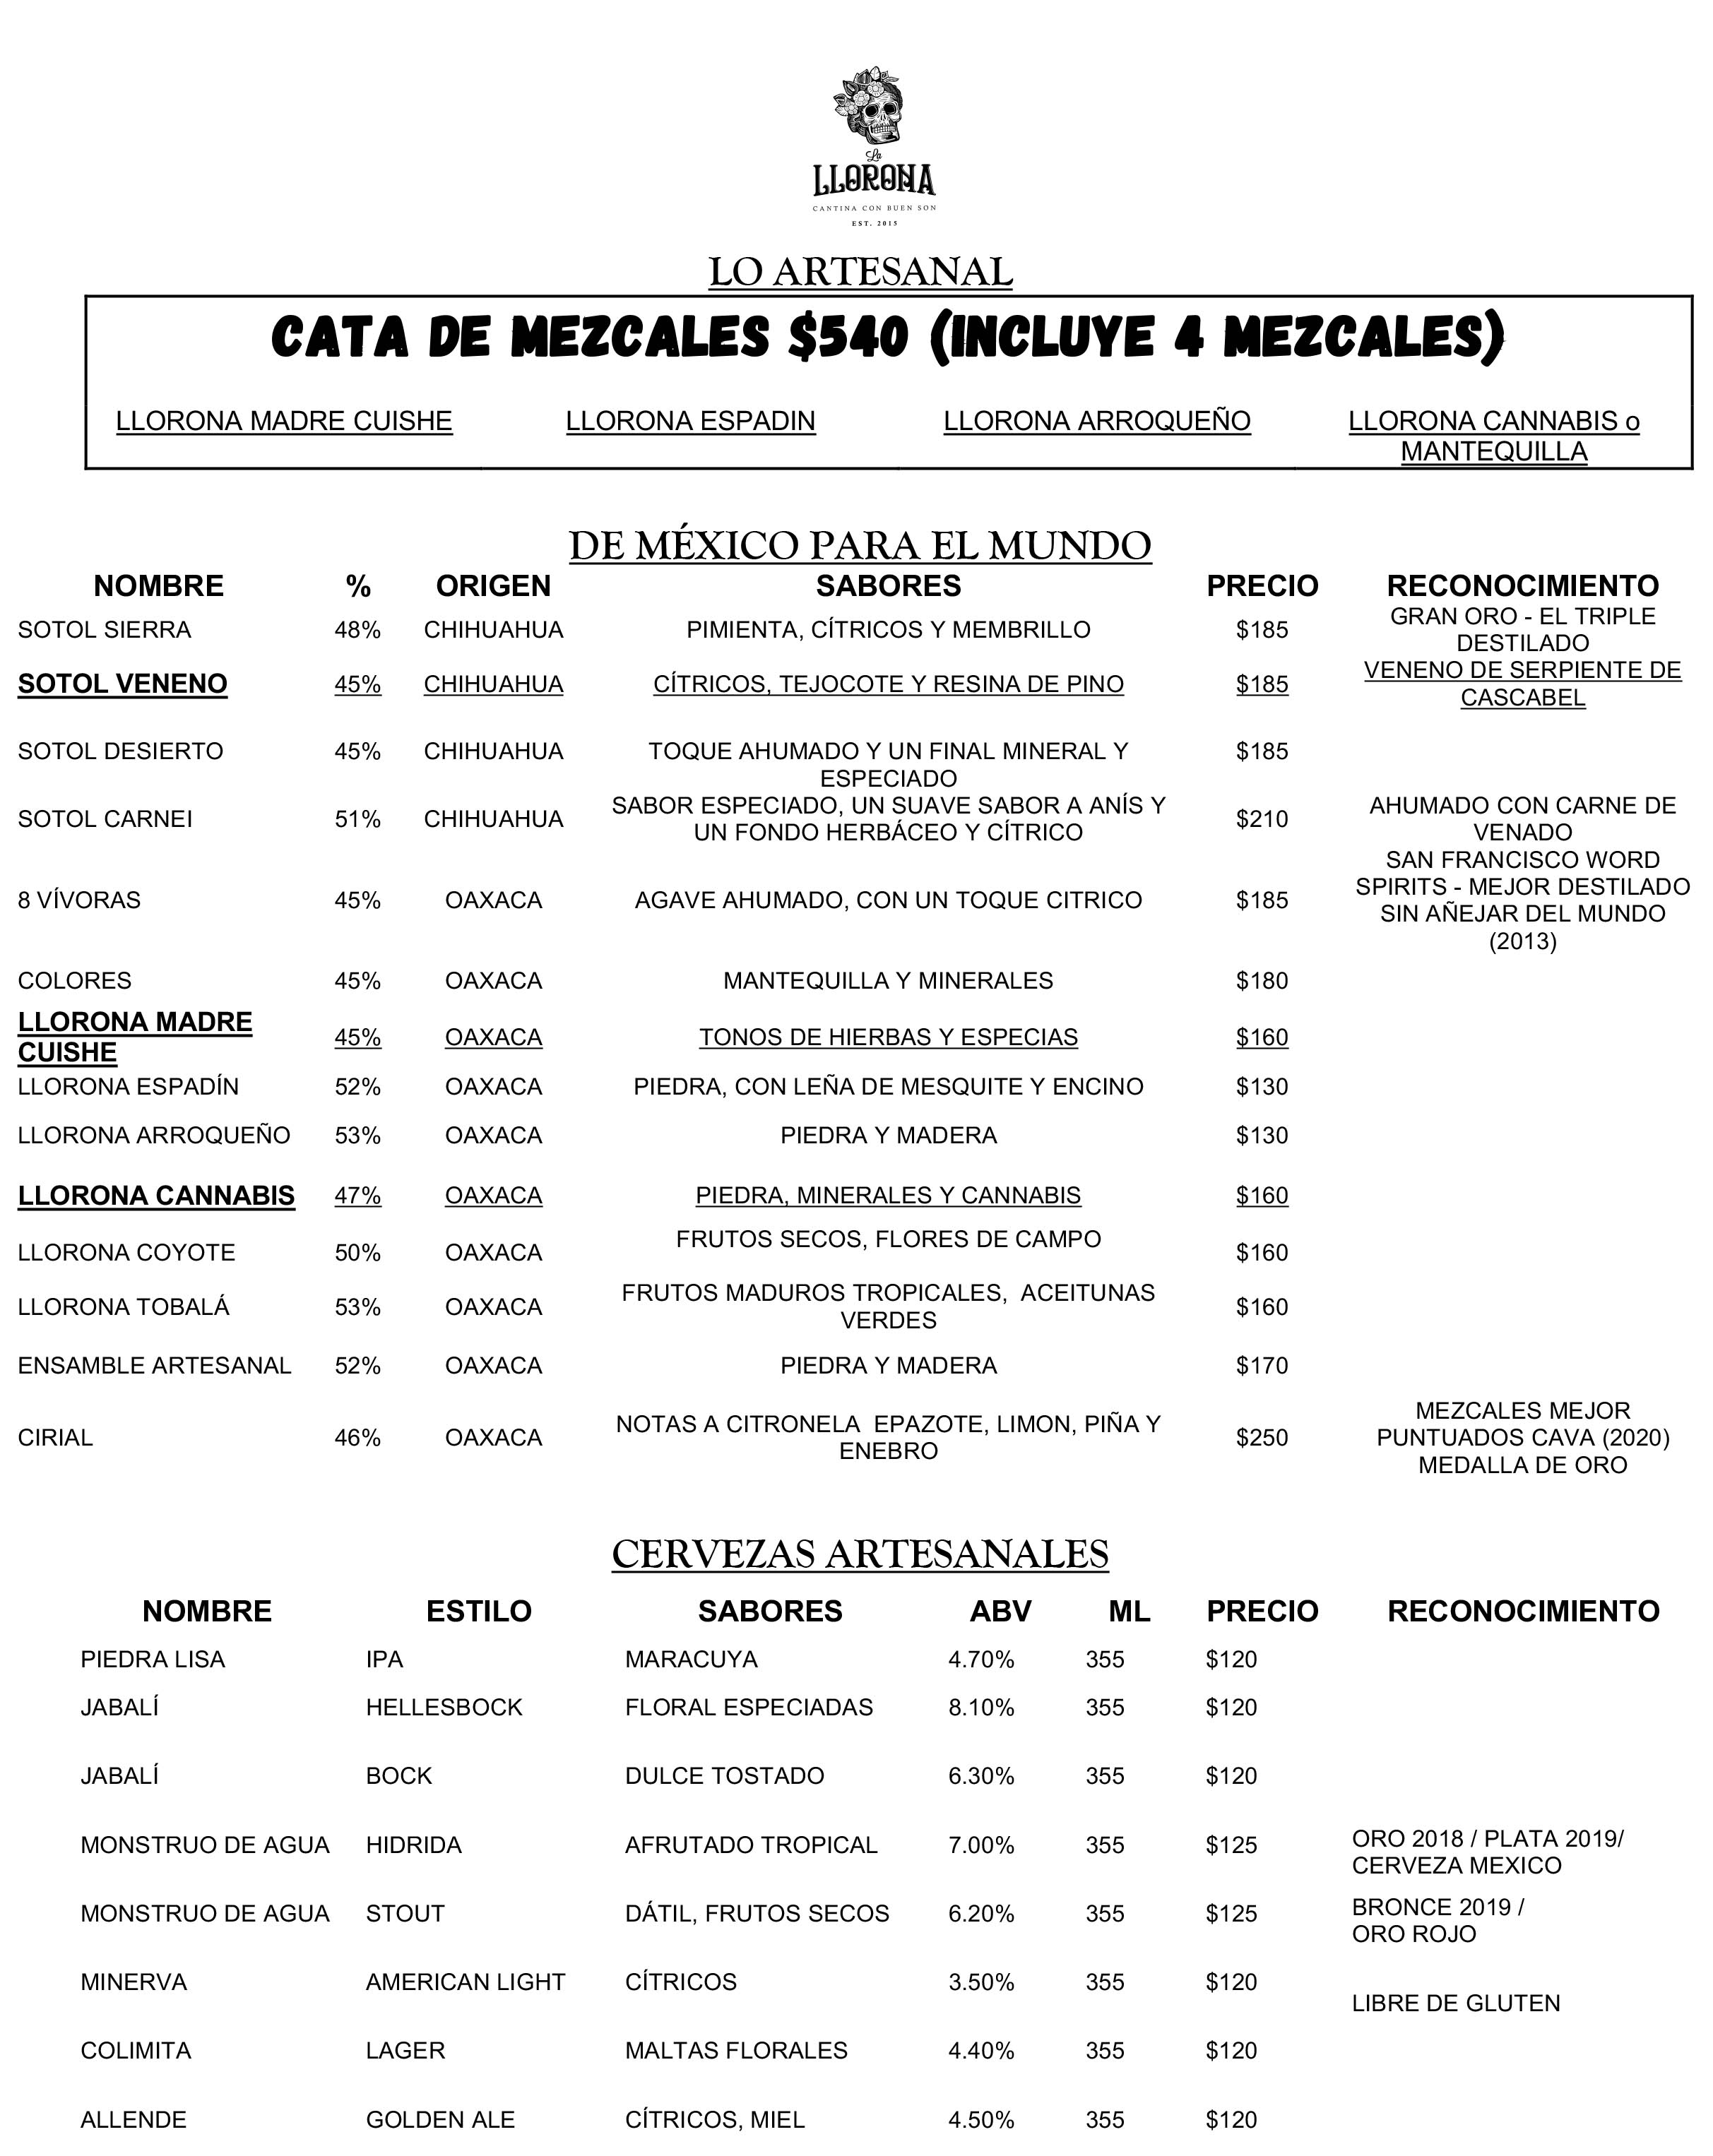 La
LLORONA
CANTINA CON BUEN SON
EST. 2015
LO ARTESANAL
CATA DE MEZCALES $540 (INCLUYE 4 MEZCALES)
LLORONA MADRE CUISHE LLORONA ESPADIN LLORONA ARROQUEÑO LLORONA CANNABIS o
MANTEQUILLA
DE MÉXICO PARA EL MUNDO
NOMBRE % ORIGEN SABORES PRECIO RECONOCIMIENTO
SOTOL SIERRA 48% CHIHUAHUA PIMIENTA, CÍTRICOS Y MEMBRILLO $185 GRAN ORO - EL TRIPLE
DESTILADO
SOTOL VENENO 45% CHIHUAHUA CÍTRICOS, TEJOCOTE Y RESINA DE PINO $185 VENENO DE SERPIENTE DE
CASCABEL
SOTOL DESIERTO 45% CHIHUAHUA TOQUE AHUMADO Y UN FINAL MINERAL Y $185
ESPECIADO
SOTOL CARNEI 51% CHIHUAHUA SABOR ESPECIADO, UN SUAVE SABOR A ANÍS Y $210 AHUMADO CON CARNE DE
UN FONDO HERBÁCEO Y CÍTRICO VENADO
8 VÍVORAS 45% OAXACA AGAVE AHUMADO, CON UN TOQUE CITRICO $185 SAN FRANCISCO WORD
SPIRITS - MEJOR DESTILADO
SIN AÑEJAR DEL MUNDO
(2013)
COLORES 45% OAXACA MANTEQUILLA Y MINERALES $180
LLORONA MADRE
CUISHE 45% OAXACA TONOS DE HIERBAS Y ESPECIAS $160
LLORONA ESPADÍN 52% OAXACA PIEDRA, CON LEÑA DE MESQUITE Y ENCINO $130
LLORONA ARROQUEÑO 53% OAXACA PIEDRA Y MADERA $130
LLORONA CANNABIS 47% OAXACA PIEDRA, MINERALES Y CANNABIS $160
LLORONA COYOTE 50% OAXACA FRUTOS SECOS, FLORES DE CAMPO $160
LLORONA TOBALÁ 53% OAXACA FRUTOS MADUROS TROPICALES, ACEITUNAS $160
VERDES
ENSAMBLE ARTESANAL 52% OAXACA PIEDRA Y MADERA $170
CIRIAL 46% OAXACA NOTAS A CITRONELA EPAZOTE, LIMON, PIÑA Y $250 MEZCALES MEJOR
ENEBRO PUNTUADOS CAVA (2020)
MEDALLA DE ORO
CERVEZAS ARTESANALES
NOMBRE ESTILO SABORES ABV ML PRECIO RECONOCIMIENTO
PIEDRA LISA IPA MARACUYA 4.70% 355 $120
JABALÍ HELLESBOCK FLORAL ESPECIADAS 8.10% 355 $120
JABALÍ BOCK DULCE TOSTADO 6.30% 355 $120
MONSTRUO DE AGUA HIDRIDA AFRUTADO TROPICAL 7.00% 355 $125 ORO 2018 / PLATA 2019/
CERVEZA MEXICO
MONSTRUO DE AGUA STOUT DÁTIL, FRUTOS SECOS 6.20% 355 $125 BRONCE 2019 /
ORO ROJO
MINERVA AMERICAN LIGHT CÍTRICOS 3.50% 355 $120
LIBRE DE GLUTEN
COLIMITA LAGER MALTAS FLORALES 4.40% 355 $120
ALLENDE GOLDEN ALE CÍTRICOS, MIEL 4.50% 355 $120